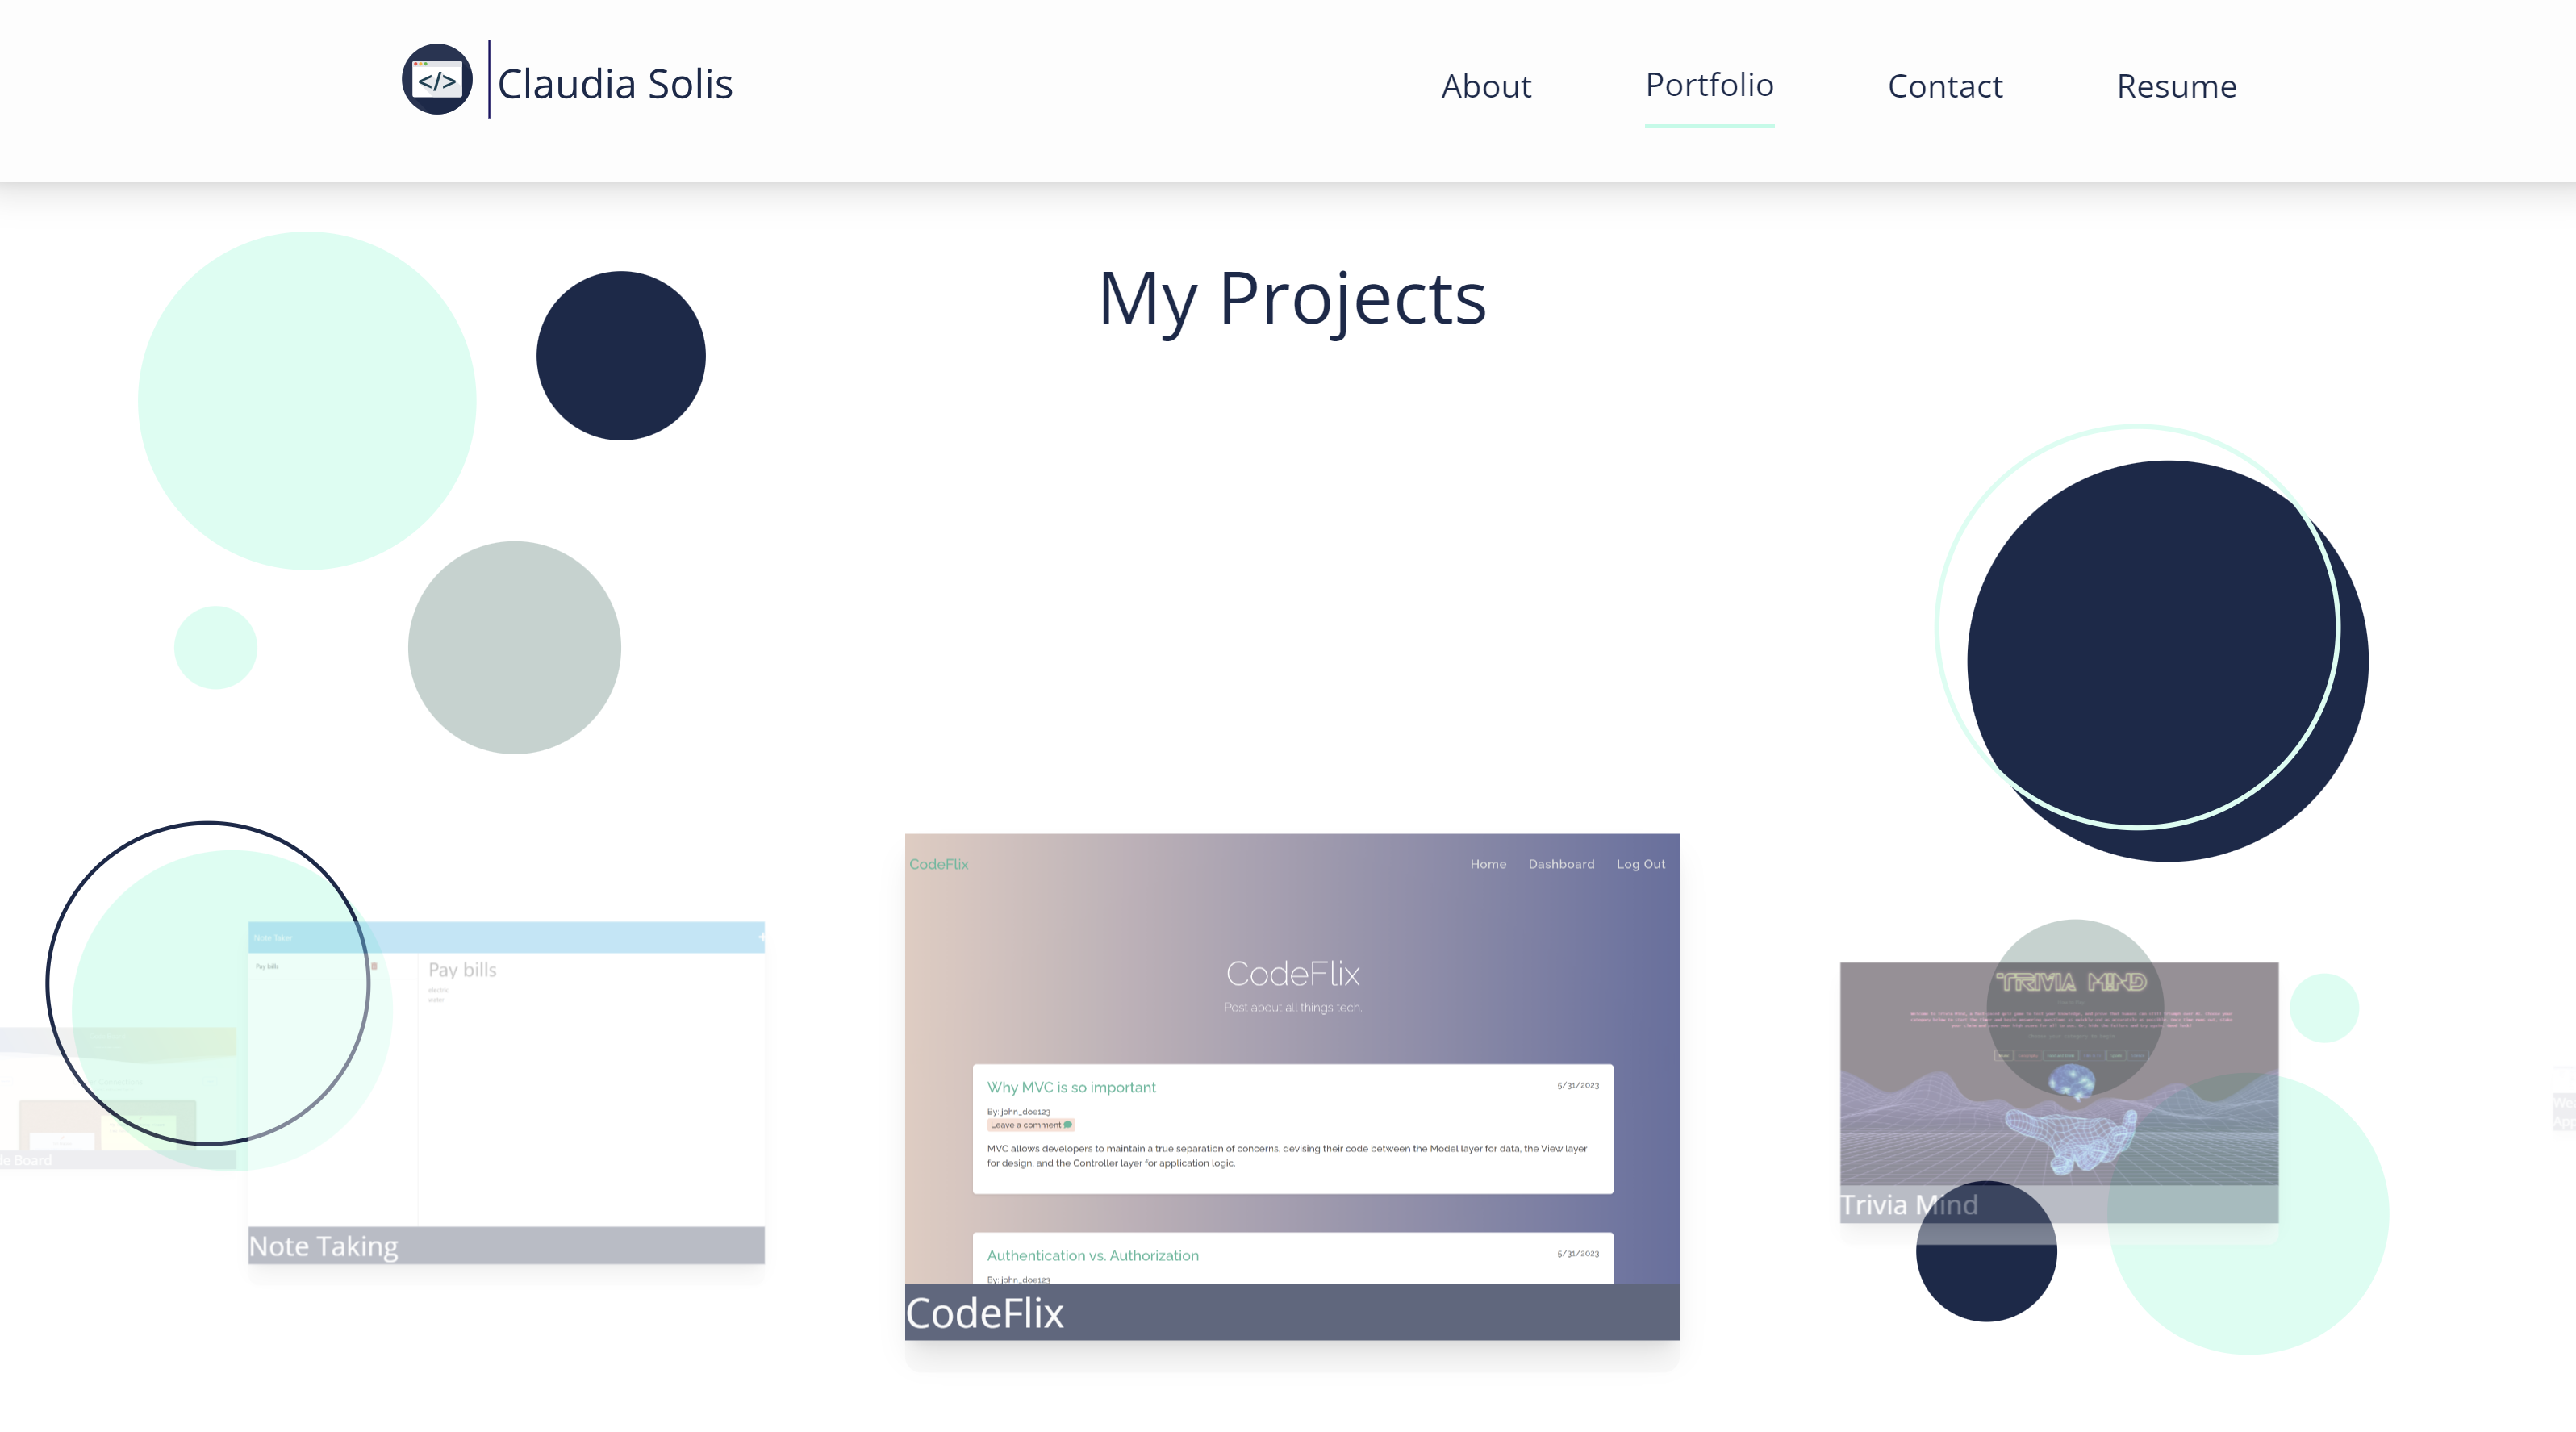 </> Claudia Solis
About Portfolio Contact Resume
My Projects
Note Taker
Pay bills
Pay bills
electric
water
Note Taking
CodeFlix
Home Dashboard Log Out
CodeFlix
Post about all things tech.
Why MVC is so important
5/31/2023
By: john_doe123
Leave a comment
MVC allows developers to maintain a true separation of concerns, devising their code between the Model layer for data, the View layer
for design, and the Controller layer for application logic.
Authentication vs. Authorization
5/31/2023
By: john_doe123
CodeFlix
TRIVIA MIND
Trivia Mind
Board